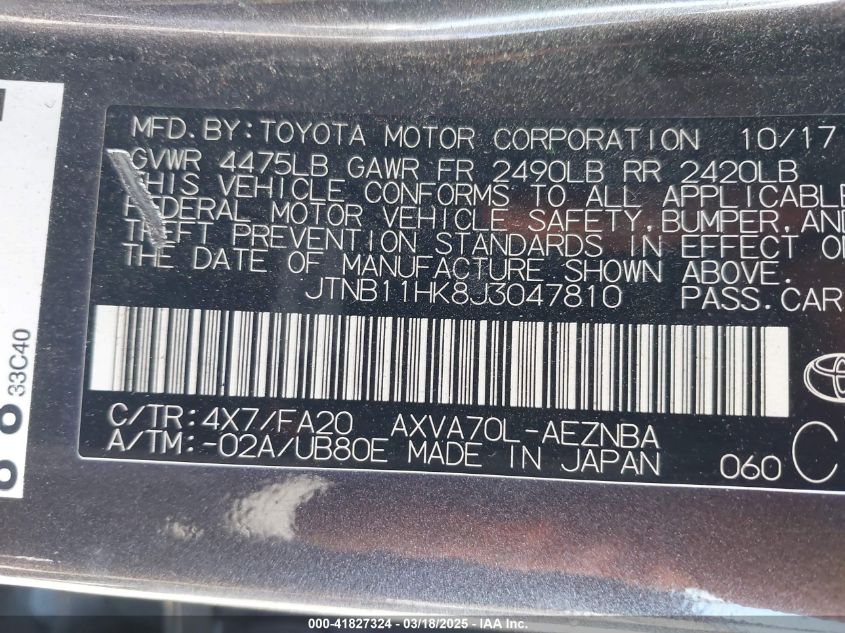 MFD.BY:TOYOTA MOTOR CORPORATION 10/17
GVWR 4475LB GAWR FR 2490LB RR 2420LB
THIS VEHICLE CONFORMS TO ALL APPLICABLE
FEDERAL MOTOR VEHICLE SAFETY,BUMPER,AND
THEFT PREVENTION STANDARDS IN EFFECT
THE DATE OF MANUFACTURE SHOWN ABOVE.
JTNB11HK8J3047810 PASS.CAR
C/TR:4X7/FA20 AXVA70L-AEZNBA
A/TM:-02A/UB80E MADE IN JAPAN 060 C
33C40
000-41827324 - 03/18/2025 - IAA Inc.